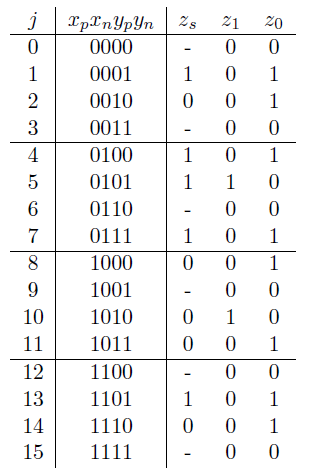 j x_p x_n y_p y_n z_s z_1 z_0
0 0000 - 0 0
1 0001 1 0 1
2 0010 0 0 1
3 0011 - 0 0
4 0100 1 0 1
5 0101 1 1 0
6 0110 - 0 0
7 0111 1 0 1
8 1000 0 0 1
9 1001 - 0 0
10 1010 0 1 0
11 1011 0 0 1
12 1100 - 0 0
13 1101 1 0 1
14 1110 0 0 1
15 1111 - 0 0